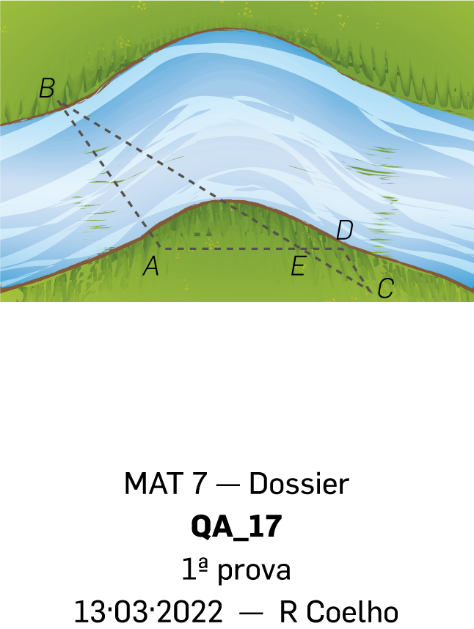 B
D
A
E
C
MAT 7 — Dossier
QA_17
1ª prova
13·03·2022 — R Coelho